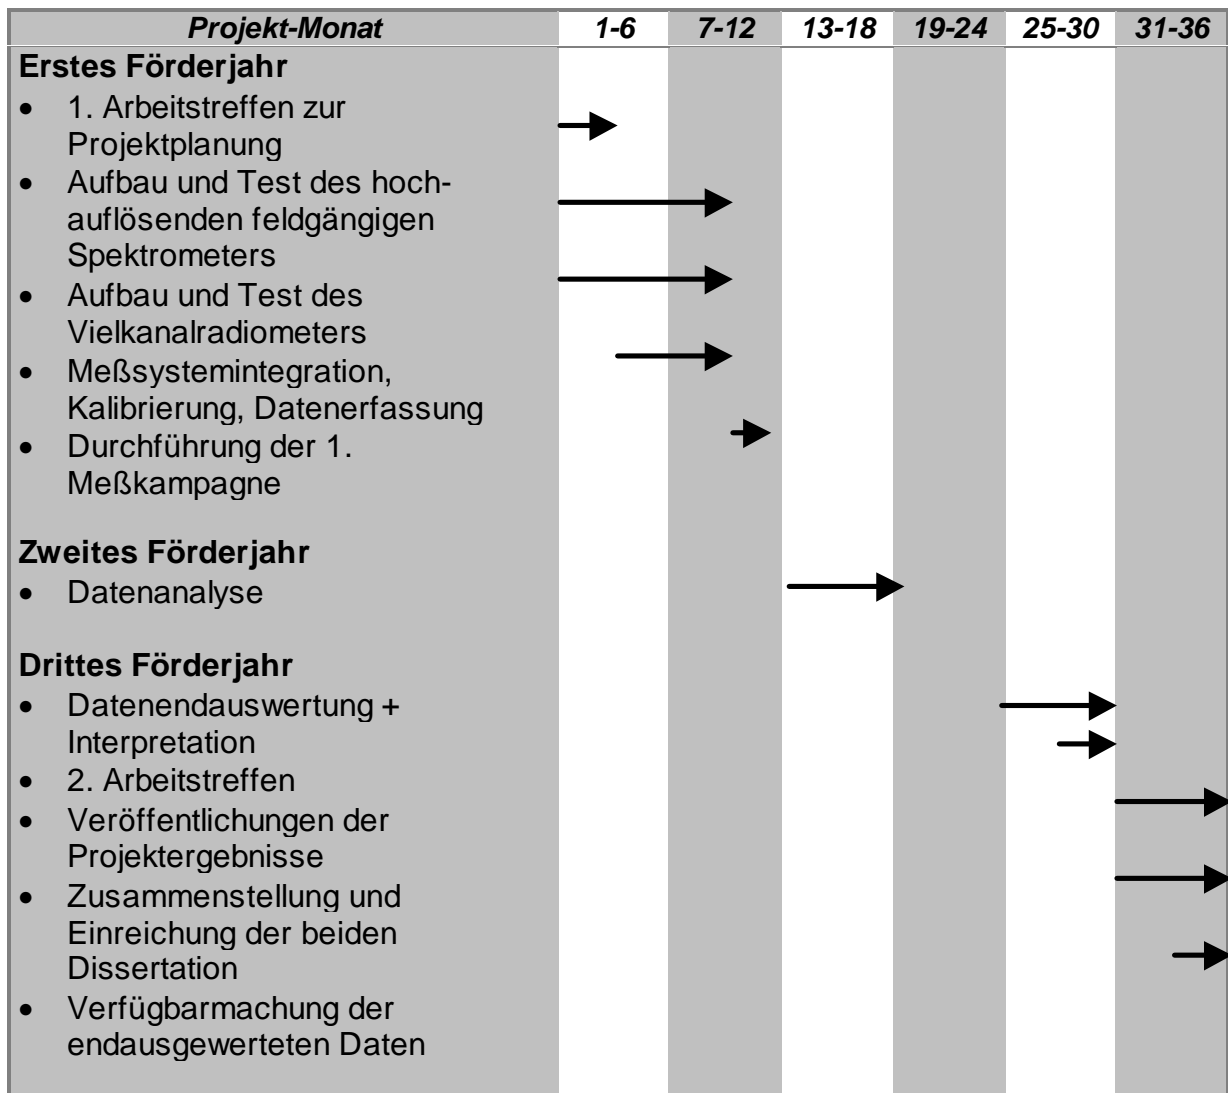 Projekt-Monat 1-6 7-12 13-18 19-24 25-30 31-36
Erstes Förderjahr
• 1. Arbeitstreffen zur
Projektplanung
• Aufbau und Test des hoch-
auflösenden feldgängigen
Spektrometers
• Aufbau und Test des
Vielkanalradiometers
• Meßsystemintegration,
Kalibrierung, Datenerfassung
• Durchführung der 1.
Meßkampagne
Zweites Förderjahr
• Datenanalyse
Drittes Förderjahr
• Datenendauswertung +
Interpretation
• 2. Arbeitstreffen
• Veröffentlichungen der
Projektergebnisse
• Zusammenstellung und
Einreichung der beiden
Dissertation
• Verfügbarmachung der
endausgewerteten Daten